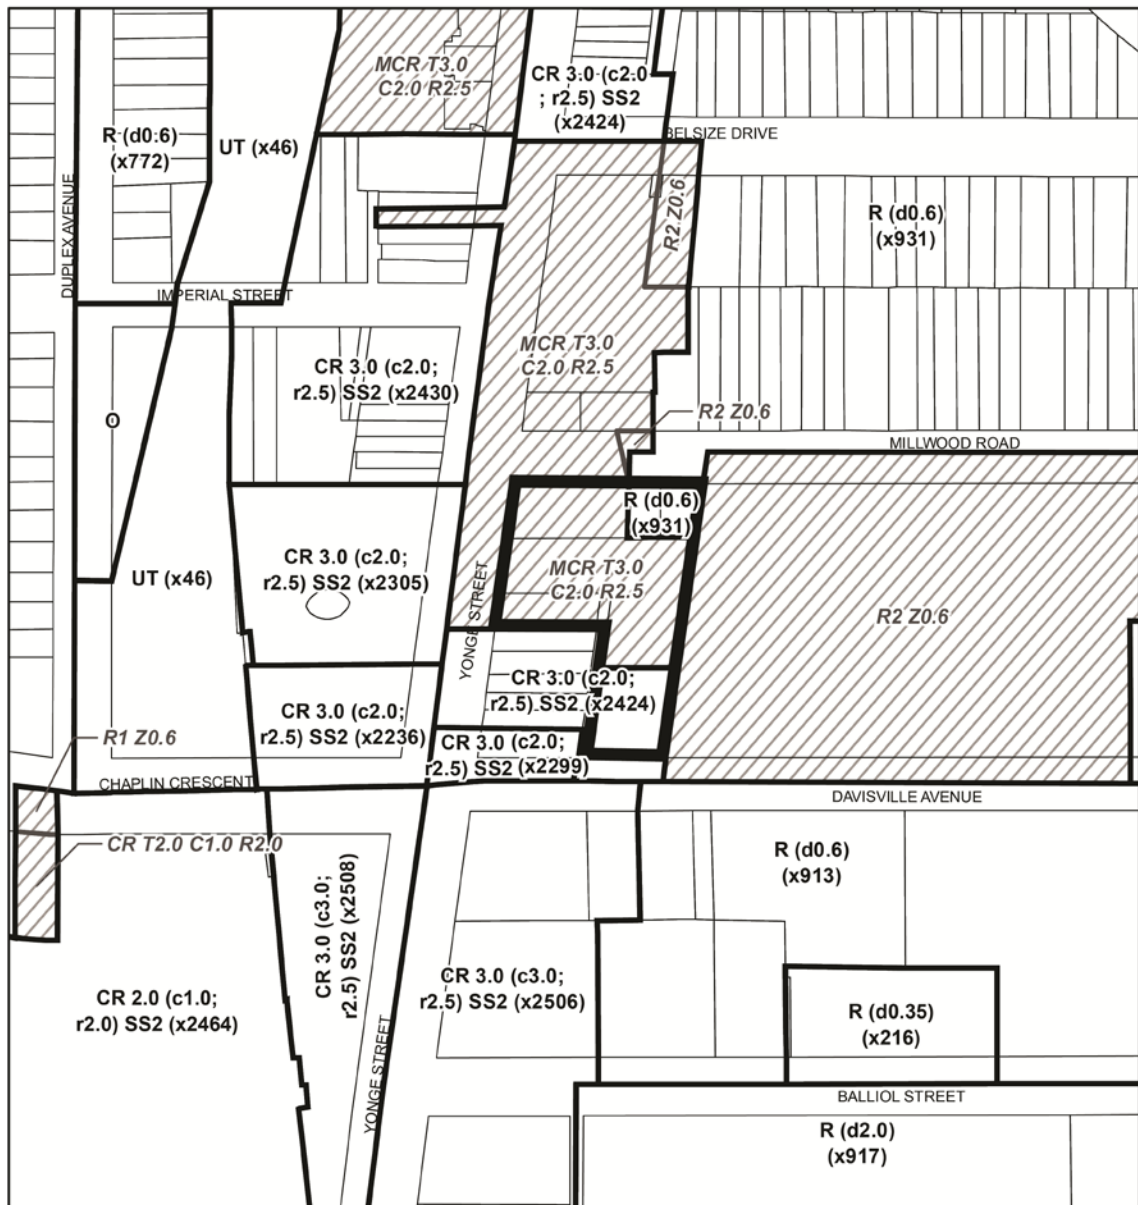 MCR T3.0
C2.0 R2.5
CR 3.0 (c2.0
; r2.5) SS2
(x2424)
R (d0.6)
(x772)
UT (x46)
BELSIZE DRIVE
DUPLEX AVENUE
R2 Z0.6
R (d0.6)
(x931)
IMPERIAL STREET
MCR T3.0
C2.0 R2.5
CR 3.0 (c2.0;
r2.5) SS2 (x2430)
O
R2 Z0.6
MILLWOOD ROAD
R (d0.6)
(x931)
CR 3.0 (c2.0;
r2.5) SS2 (x2305)
UT (x46)
MCR T3.0
C2.0 R2.5
YONGE STREET
R2 Z0.6
CR 3.0 (c2.0;
r2.5) SS2 (x2424)
CR 3.0 (c2.0;
r2.5) SS2 (x2236)
R1 Z0.6
CR 3.0 (c2.0;
r2.5) SS2 (x2299)
CHAPLIN CRESCENT
DAVISVILLE AVENUE
CR T2.0 C1.0 R2.0
R (d0.6)
(x913)
CR 3.0 (c3.0;
r2.5) SS2 (x2508)
CR 3.0 (c3.0;
r2.5) SS2 (x2506)
CR 2.0 (c1.0;
r2.0) SS2 (x2464)
R (d0.35)
(x216)
YONGE STREET
BALLIOL STREET
R (d2.0)
(x917)